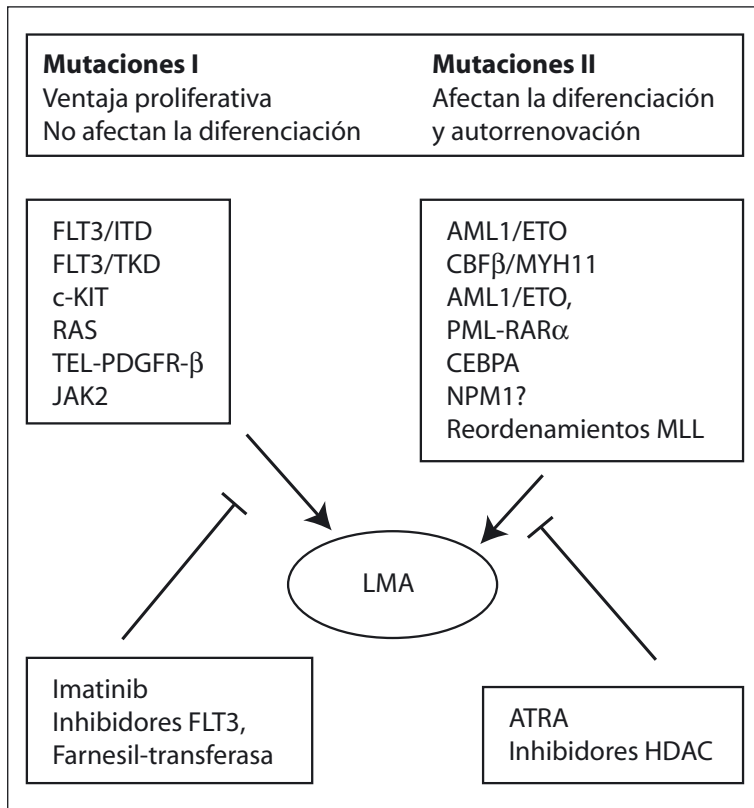 Mutaciones I
Ventaja proliferativa
No afectan la diferenciación
Mutaciones II
Afectan la diferenciación
y autorrenovación
FLT3/ITD
FLT3/TKD
c-KIT
RAS
TEL-PDGFR-β
JAK2
AML1/ETO
CBFβ/MYH11
AML1/ETO,
PML-RARα
CEBPA
NPM1?
Reordenamientos MLL
LMA
Imatinib
Inhibidores FLT3,
Farnesil-transferasa
ATRA
Inhibidores HDAC